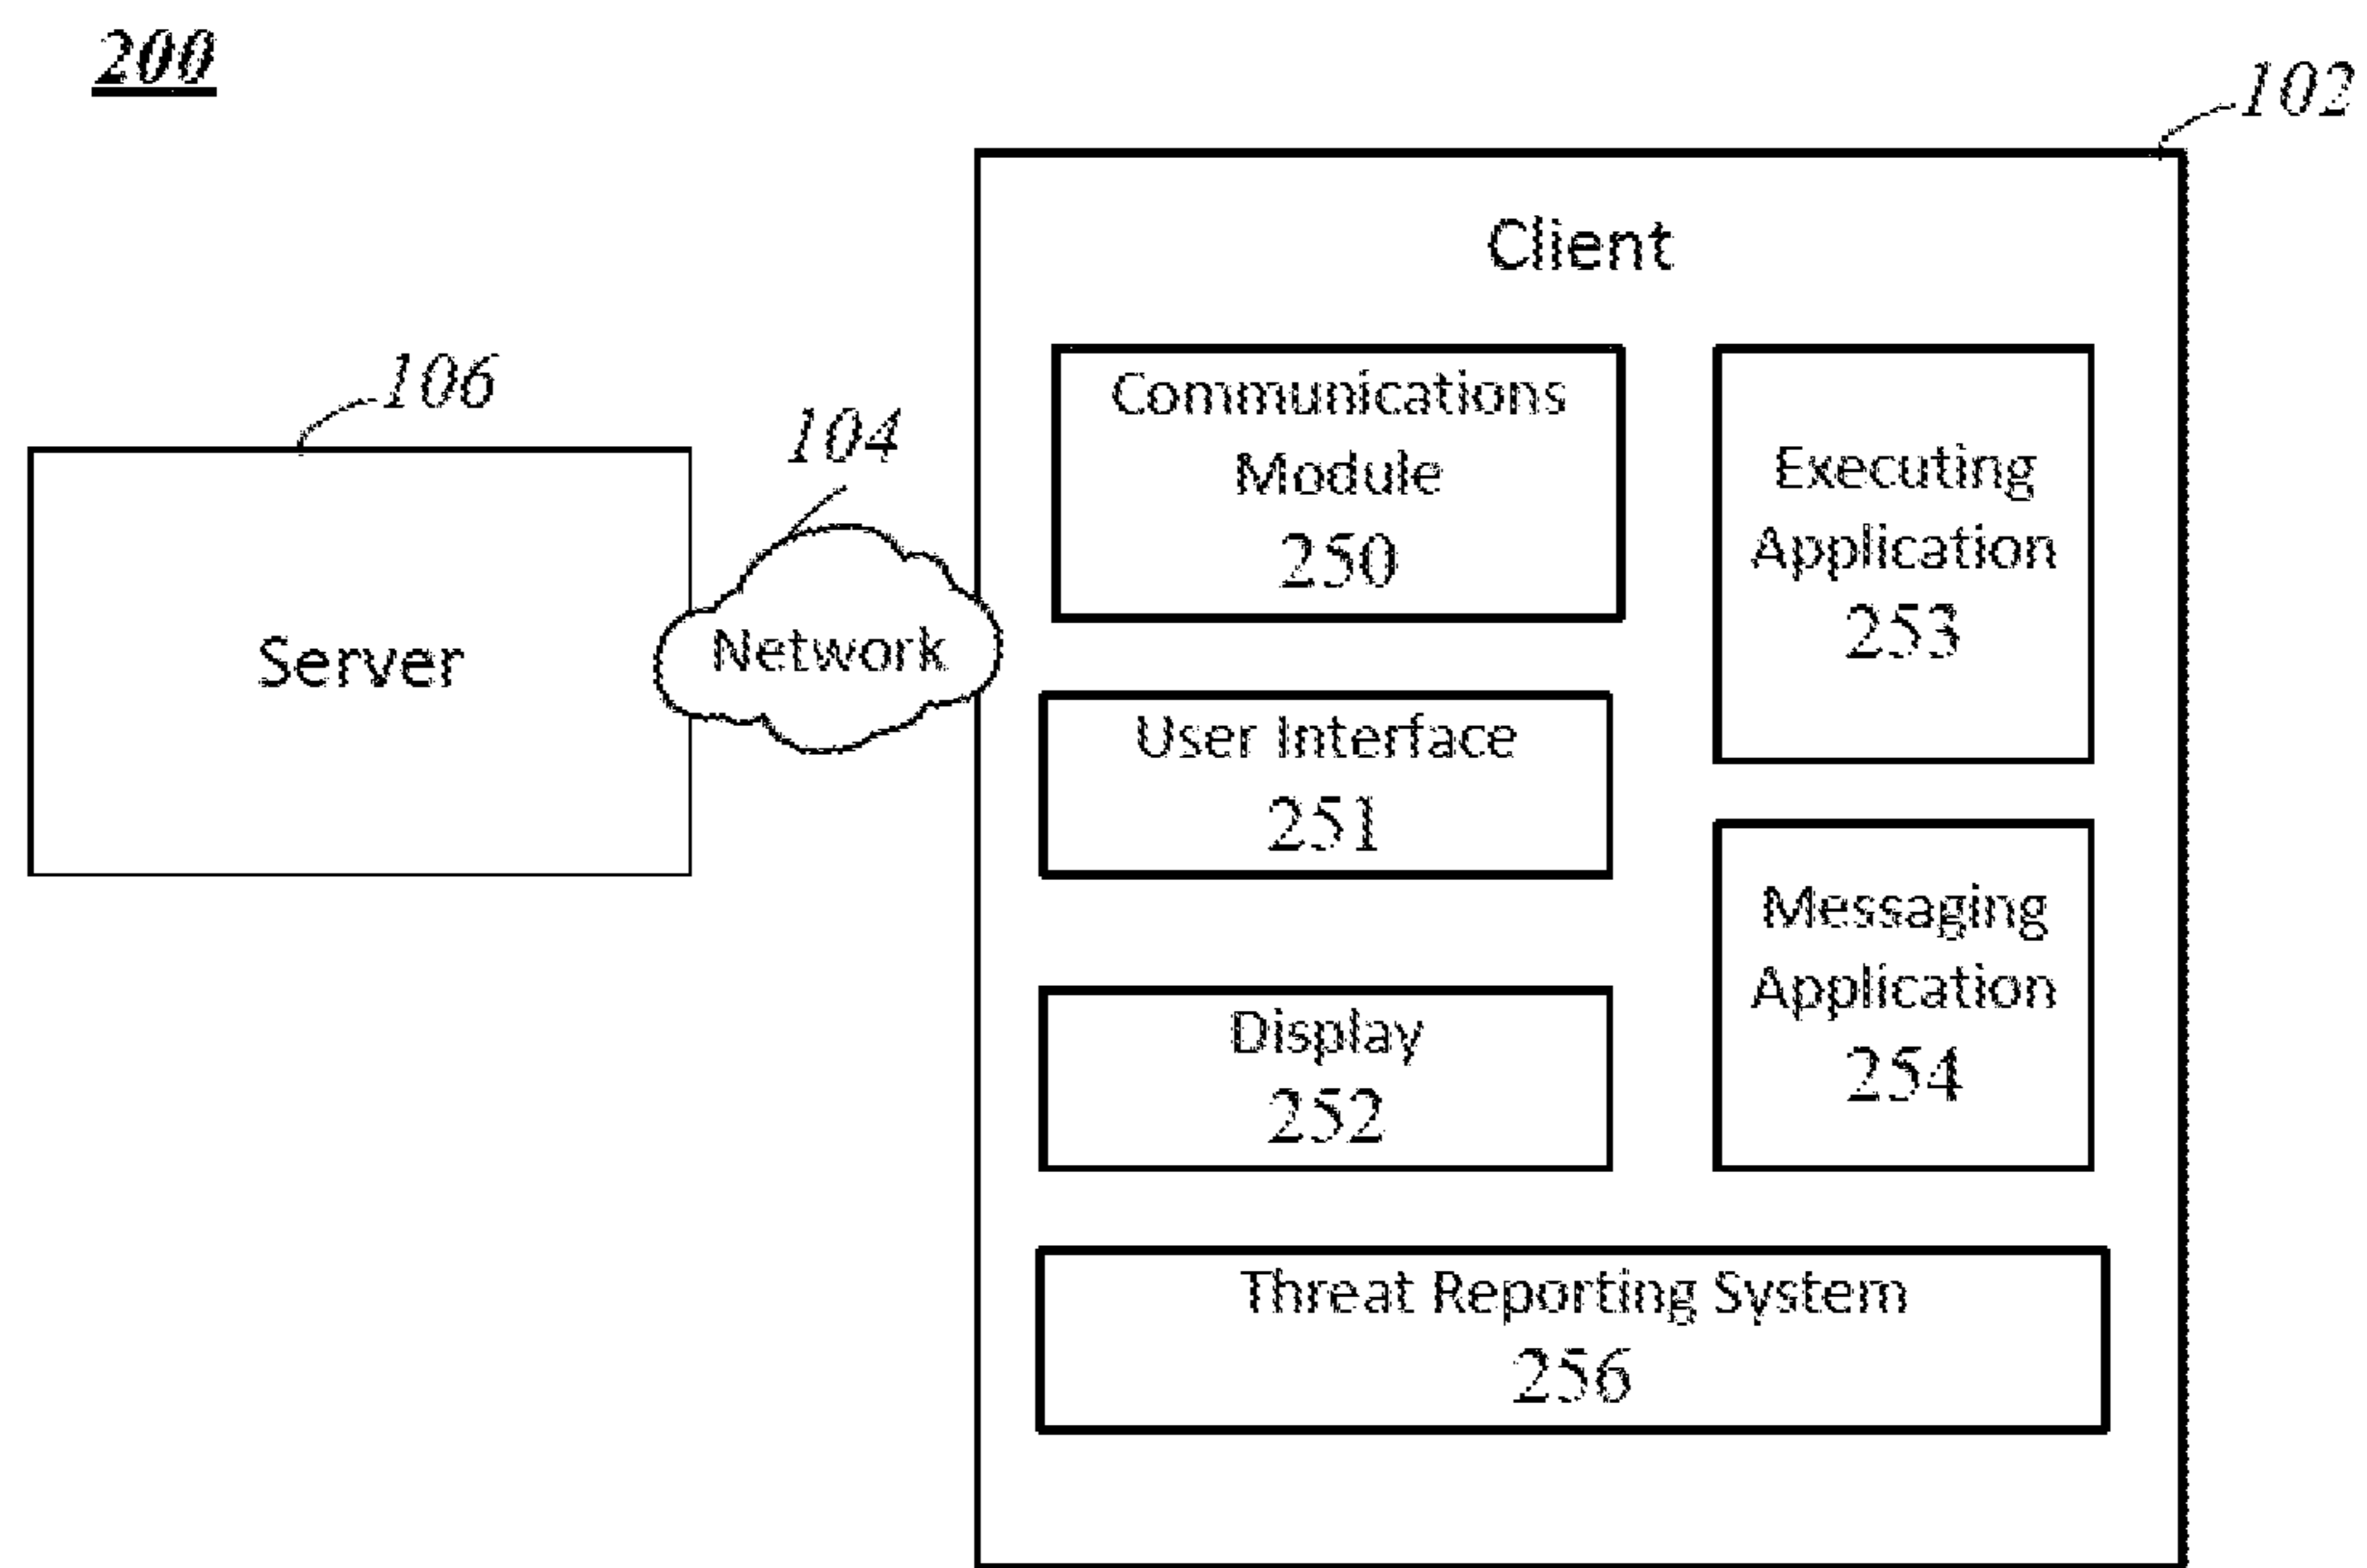 200
102
Client
106
104
Server
Network
Communications
Module
250
Executing
Application
253
User Interface
251
Messaging
Application
254
Display
252
Threat Reporting System
256